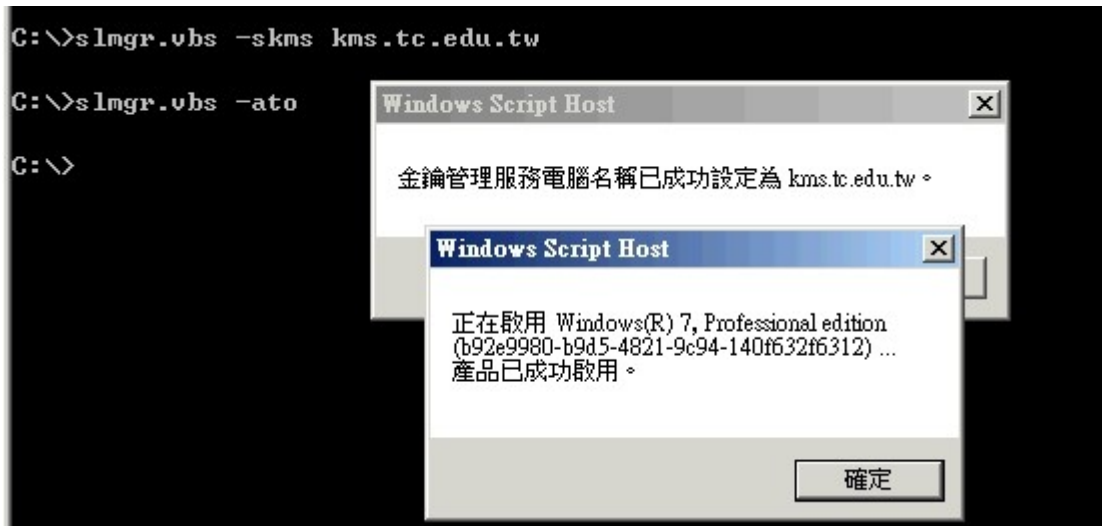 C:\>slmgr.vbs -skms kms.tc.edu.tw
C:\>slmgr.vbs -ato
C:\>
Windows Script Host
金鑰管理服務電腦名稱已成功設定為 kms.tc.edu.tw。
Windows Script Host
正在啟用 Windows(R) 7, Professional edition
(b92e9980-b9d5-4821-9c94-140f632f6312) ...
產品已成功啟用。
確定